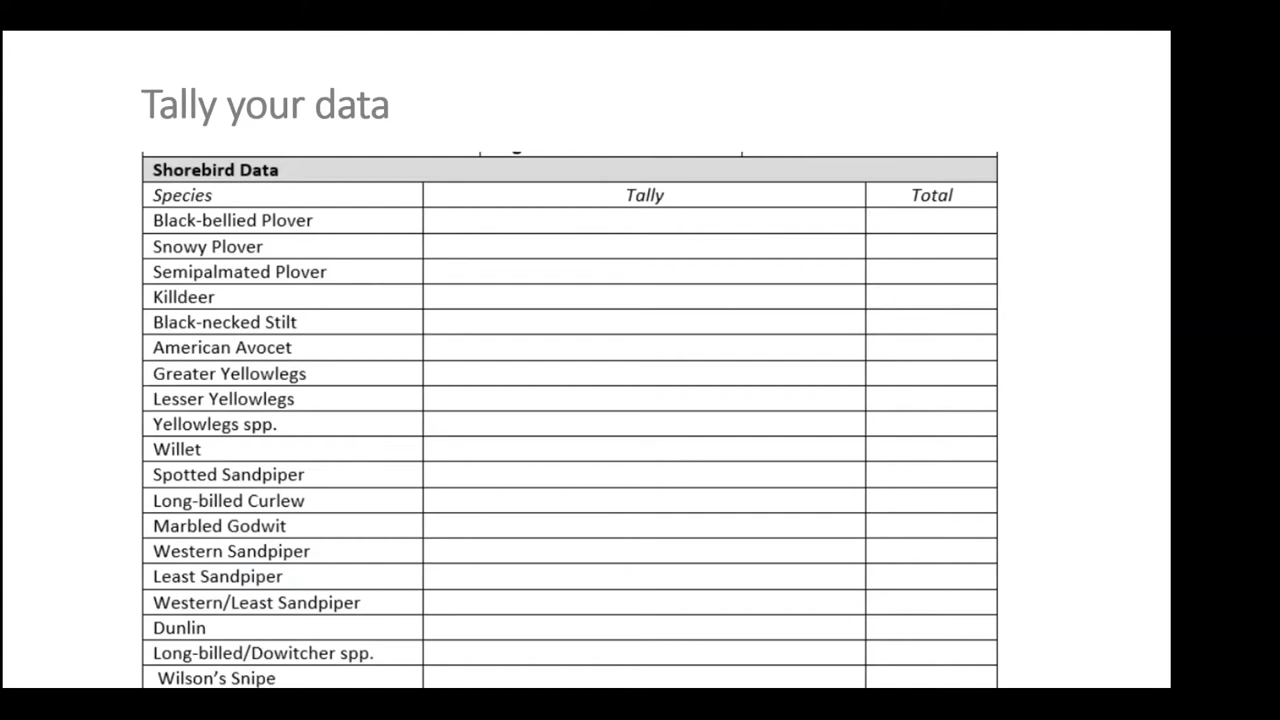 Tally your data
Shorebird Data
Species Tally Total
Black-bellied Plover
Snowy Plover
Semipalmated Plover
Killdeer
Black-necked Stilt
American Avocet
Greater Yellowlegs
Lesser Yellowlegs
Yellowlegs spp.
Willet
Spotted Sandpiper
Long-billed Curlew
Marbled Godwit
Western Sandpiper
Least Sandpiper
Western/Least Sandpiper
Dunlin
Long-billed/Dowitcher spp.
Wilson’s Snipe